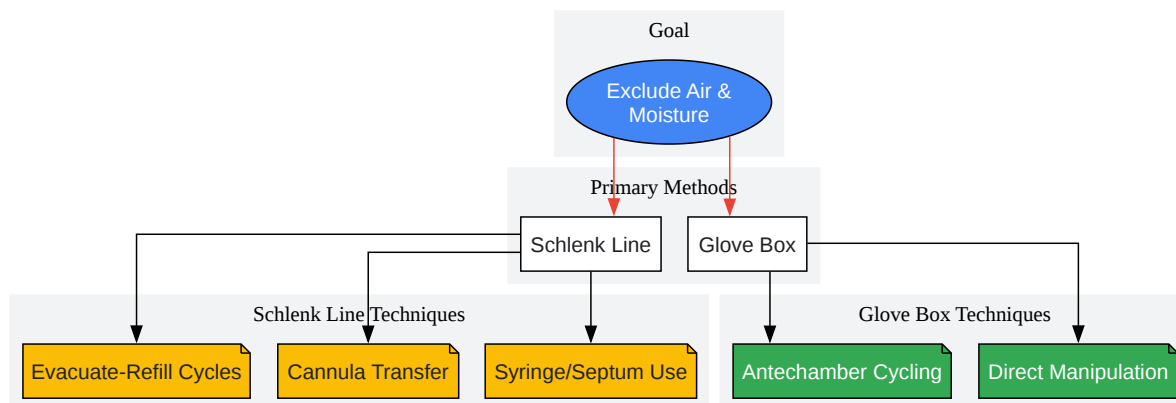 Goal
Exclude Air &
Moisture
Primary Methods
Schlenk Line
Glove Box
Schlenk Line Techniques
Glove Box Techniques
Evacuate-Refill Cycles
Cannula Transfer
Syringe/Septum Use
Antechamber Cycling
Direct Manipulation